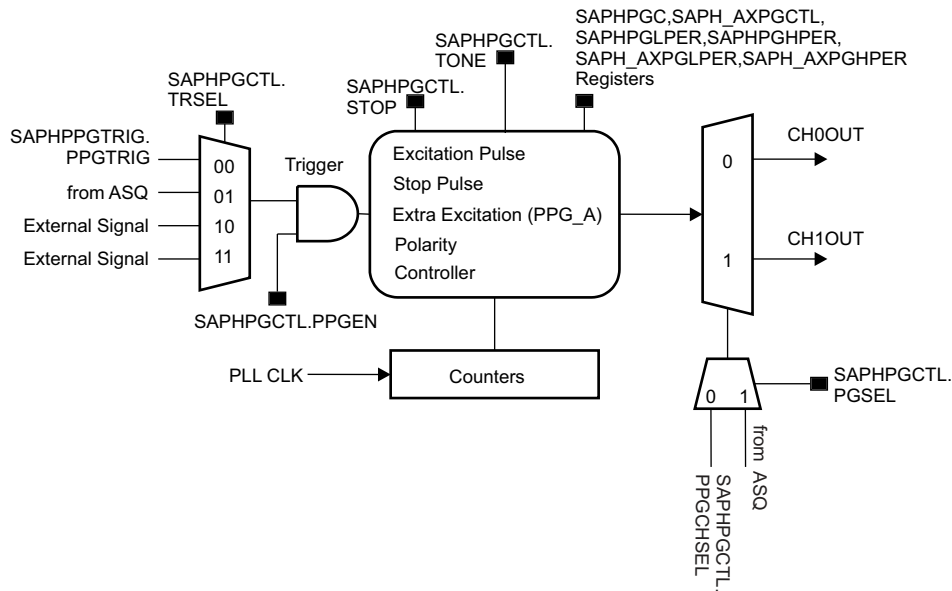 SAPHPGC,SAPH_AXPGCTL,
SAPHPGLPER,SAPHPGHPER,
SAPH_AXPGLPER,SAPH_AXPGHPER
Registers
SAPHPGCTL.
TONE
SAPHPGCTL.
STOP
SAPHPGCTL.
TRSEL
SAPHPPGTRIG.
PPGTRIG
from ASQ
External Signal
External Signal
00
01
10
11
Trigger
SAPHPGCTL.PPGEN
Excitation Pulse
Stop Pulse
Extra Excitation (PPG_A)
Polarity
Controller
PLL CLK
Counters
0
1
CH0OUT
CH1OUT
0 1
SAPHPGCTL.
PGSEL
from ASQ
SAPHPGCTL.
PPGCHSEL